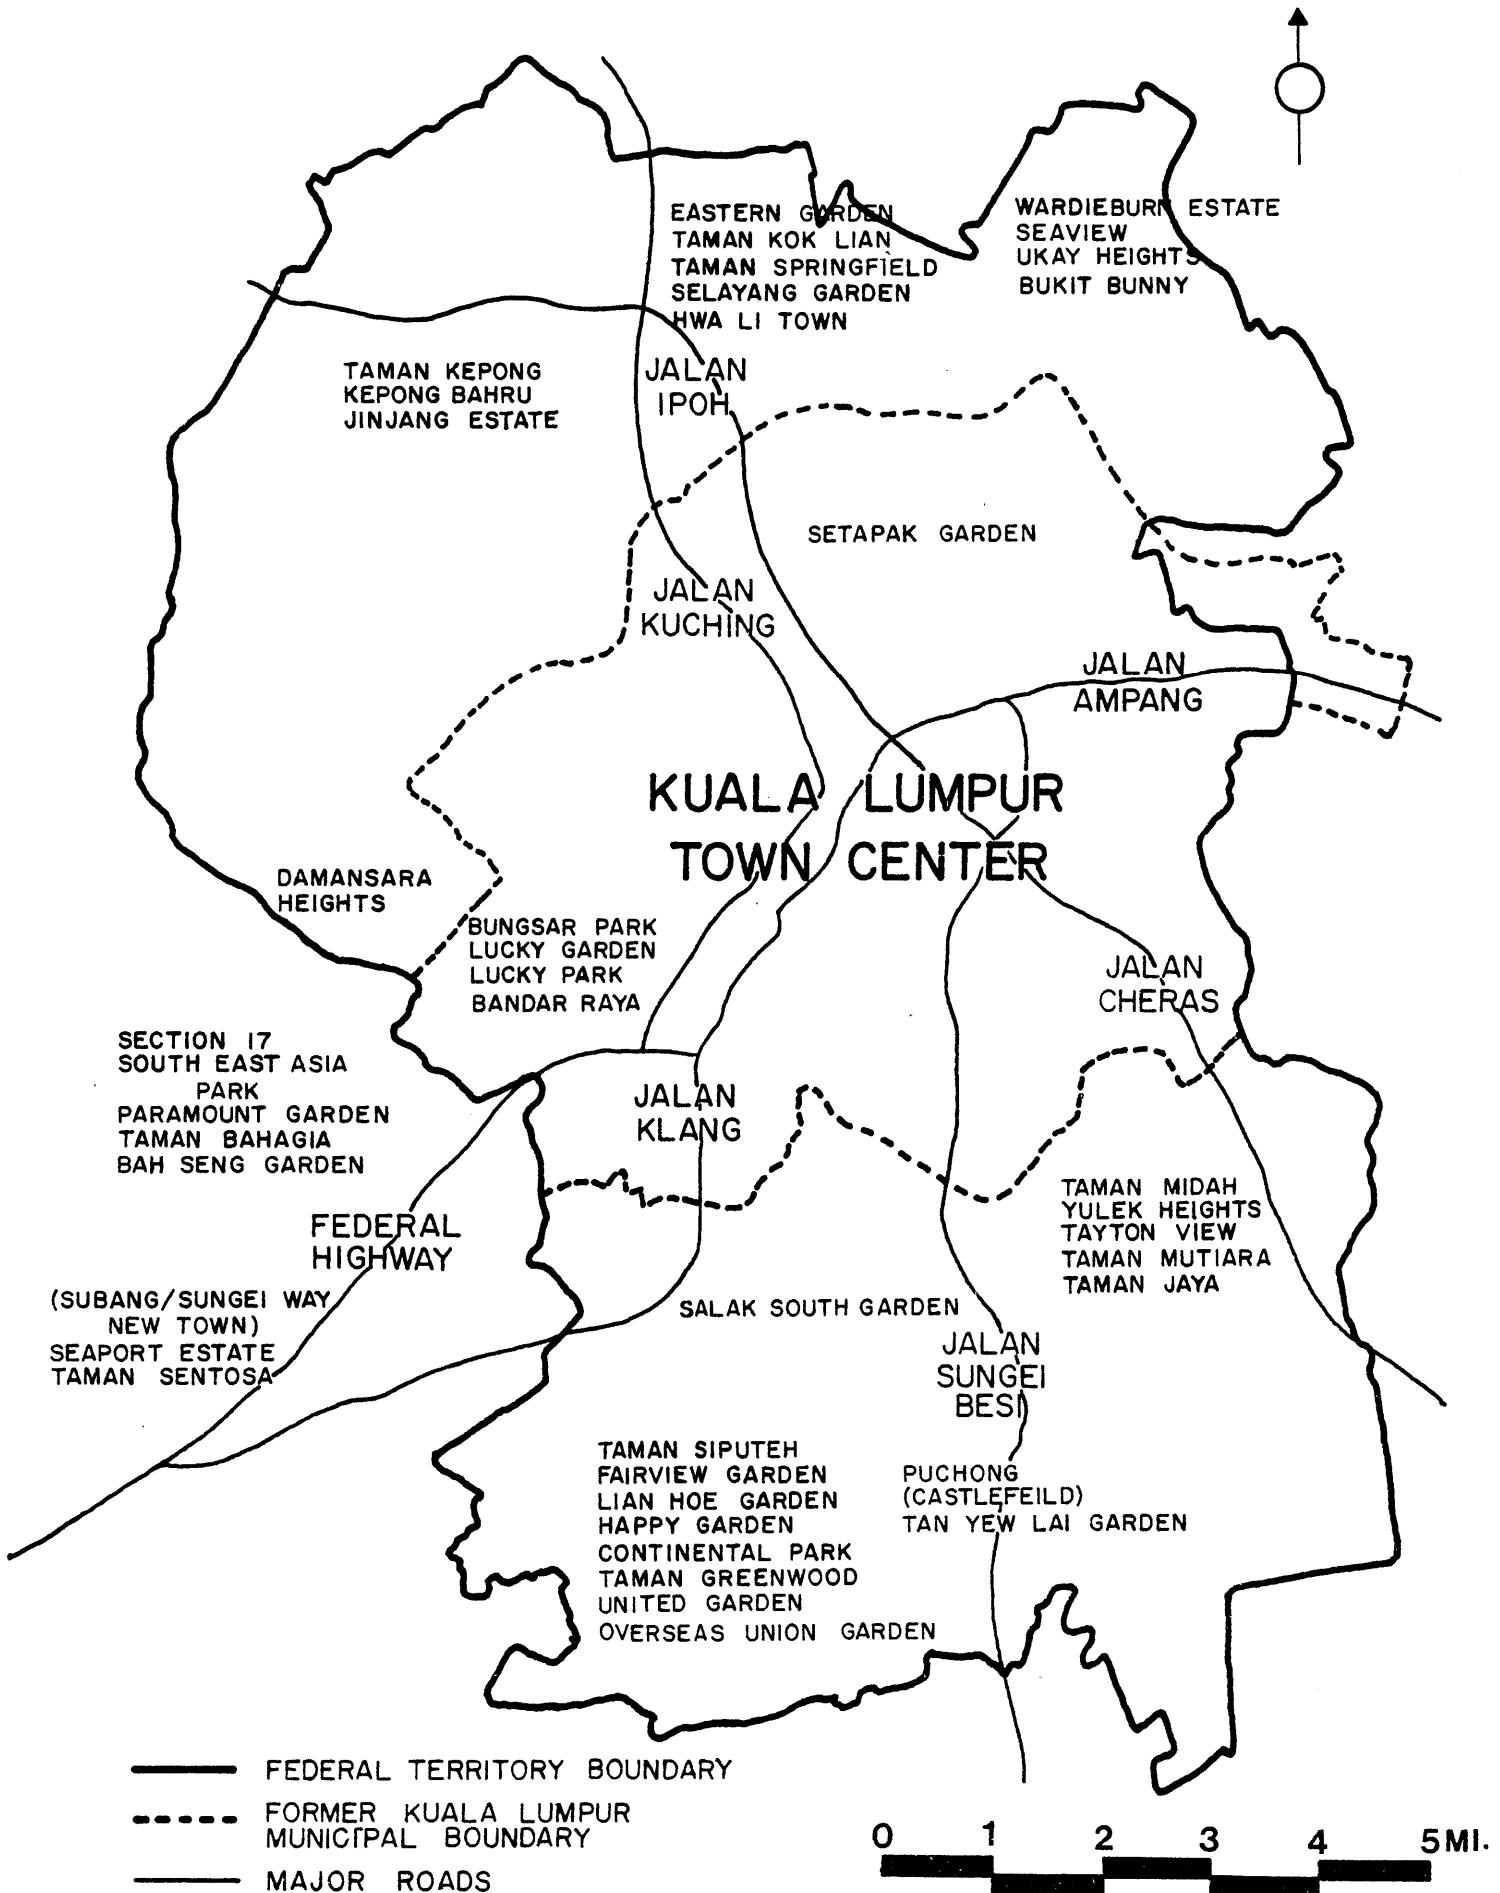 EASTERN GARDEN
TAMAN KOK LIAN
TAMAN SPRINGFIELD
SELAYANG GARDEN
HWA LI TOWN
WARDIEBURN ESTATE
SEAVIEW
UKAY HEIGHTS
BUKIT BUNNY
TAMAN KEPONG
KEPONG BAHRU
JINJANG ESTATE
JALAN
IPOH
SETAPAK GARDEN
JALAN
KUCHING
JALAN
AMPANG
KUALA LUMPUR
TOWN CENTER
DAMANSARA
HEIGHTS
BUNGSAR PARK
LUCKY GARDEN
LUCKY PARK
BANDAR RAYA
JALAN
CHERAS
SECTION 17
SOUTH EAST ASIA
PARK
PARAMOUNT GARDEN
TAMAN BAHAGIA
BAH SENG GARDEN
JALAN
KLANG
FEDERAL
HIGHWAY
TAMAN MIDAH
YULEK HEIGHTS
TAYTON VIEW
TAMAN MUTIARA
TAMAN JAYA
(SUBANG/SUNGEI WAY
NEW TOWN)
SEAPORT ESTATE
TAMAN SENTOSA
SALAK SOUTH GARDEN
JALAN
SUNGEI
BESI
TAMAN SIPUTEH
FAIRVIEW GARDEN
LIAN HOE GARDEN
HAPPY GARDEN
CONTINENTAL PARK
TAMAN GREENWOOD
UNITED GARDEN
OVERSEAS UNION GARDEN
PUCHONG
(CASTLEFEILD)
TAN YEW LAI GARDEN
FEDERAL TERRITORY BOUNDARY
FORMER KUALA LUMPUR
MUNICIPAL BOUNDARY
MAJOR ROADS
0 1 2 3 4 5 MI.